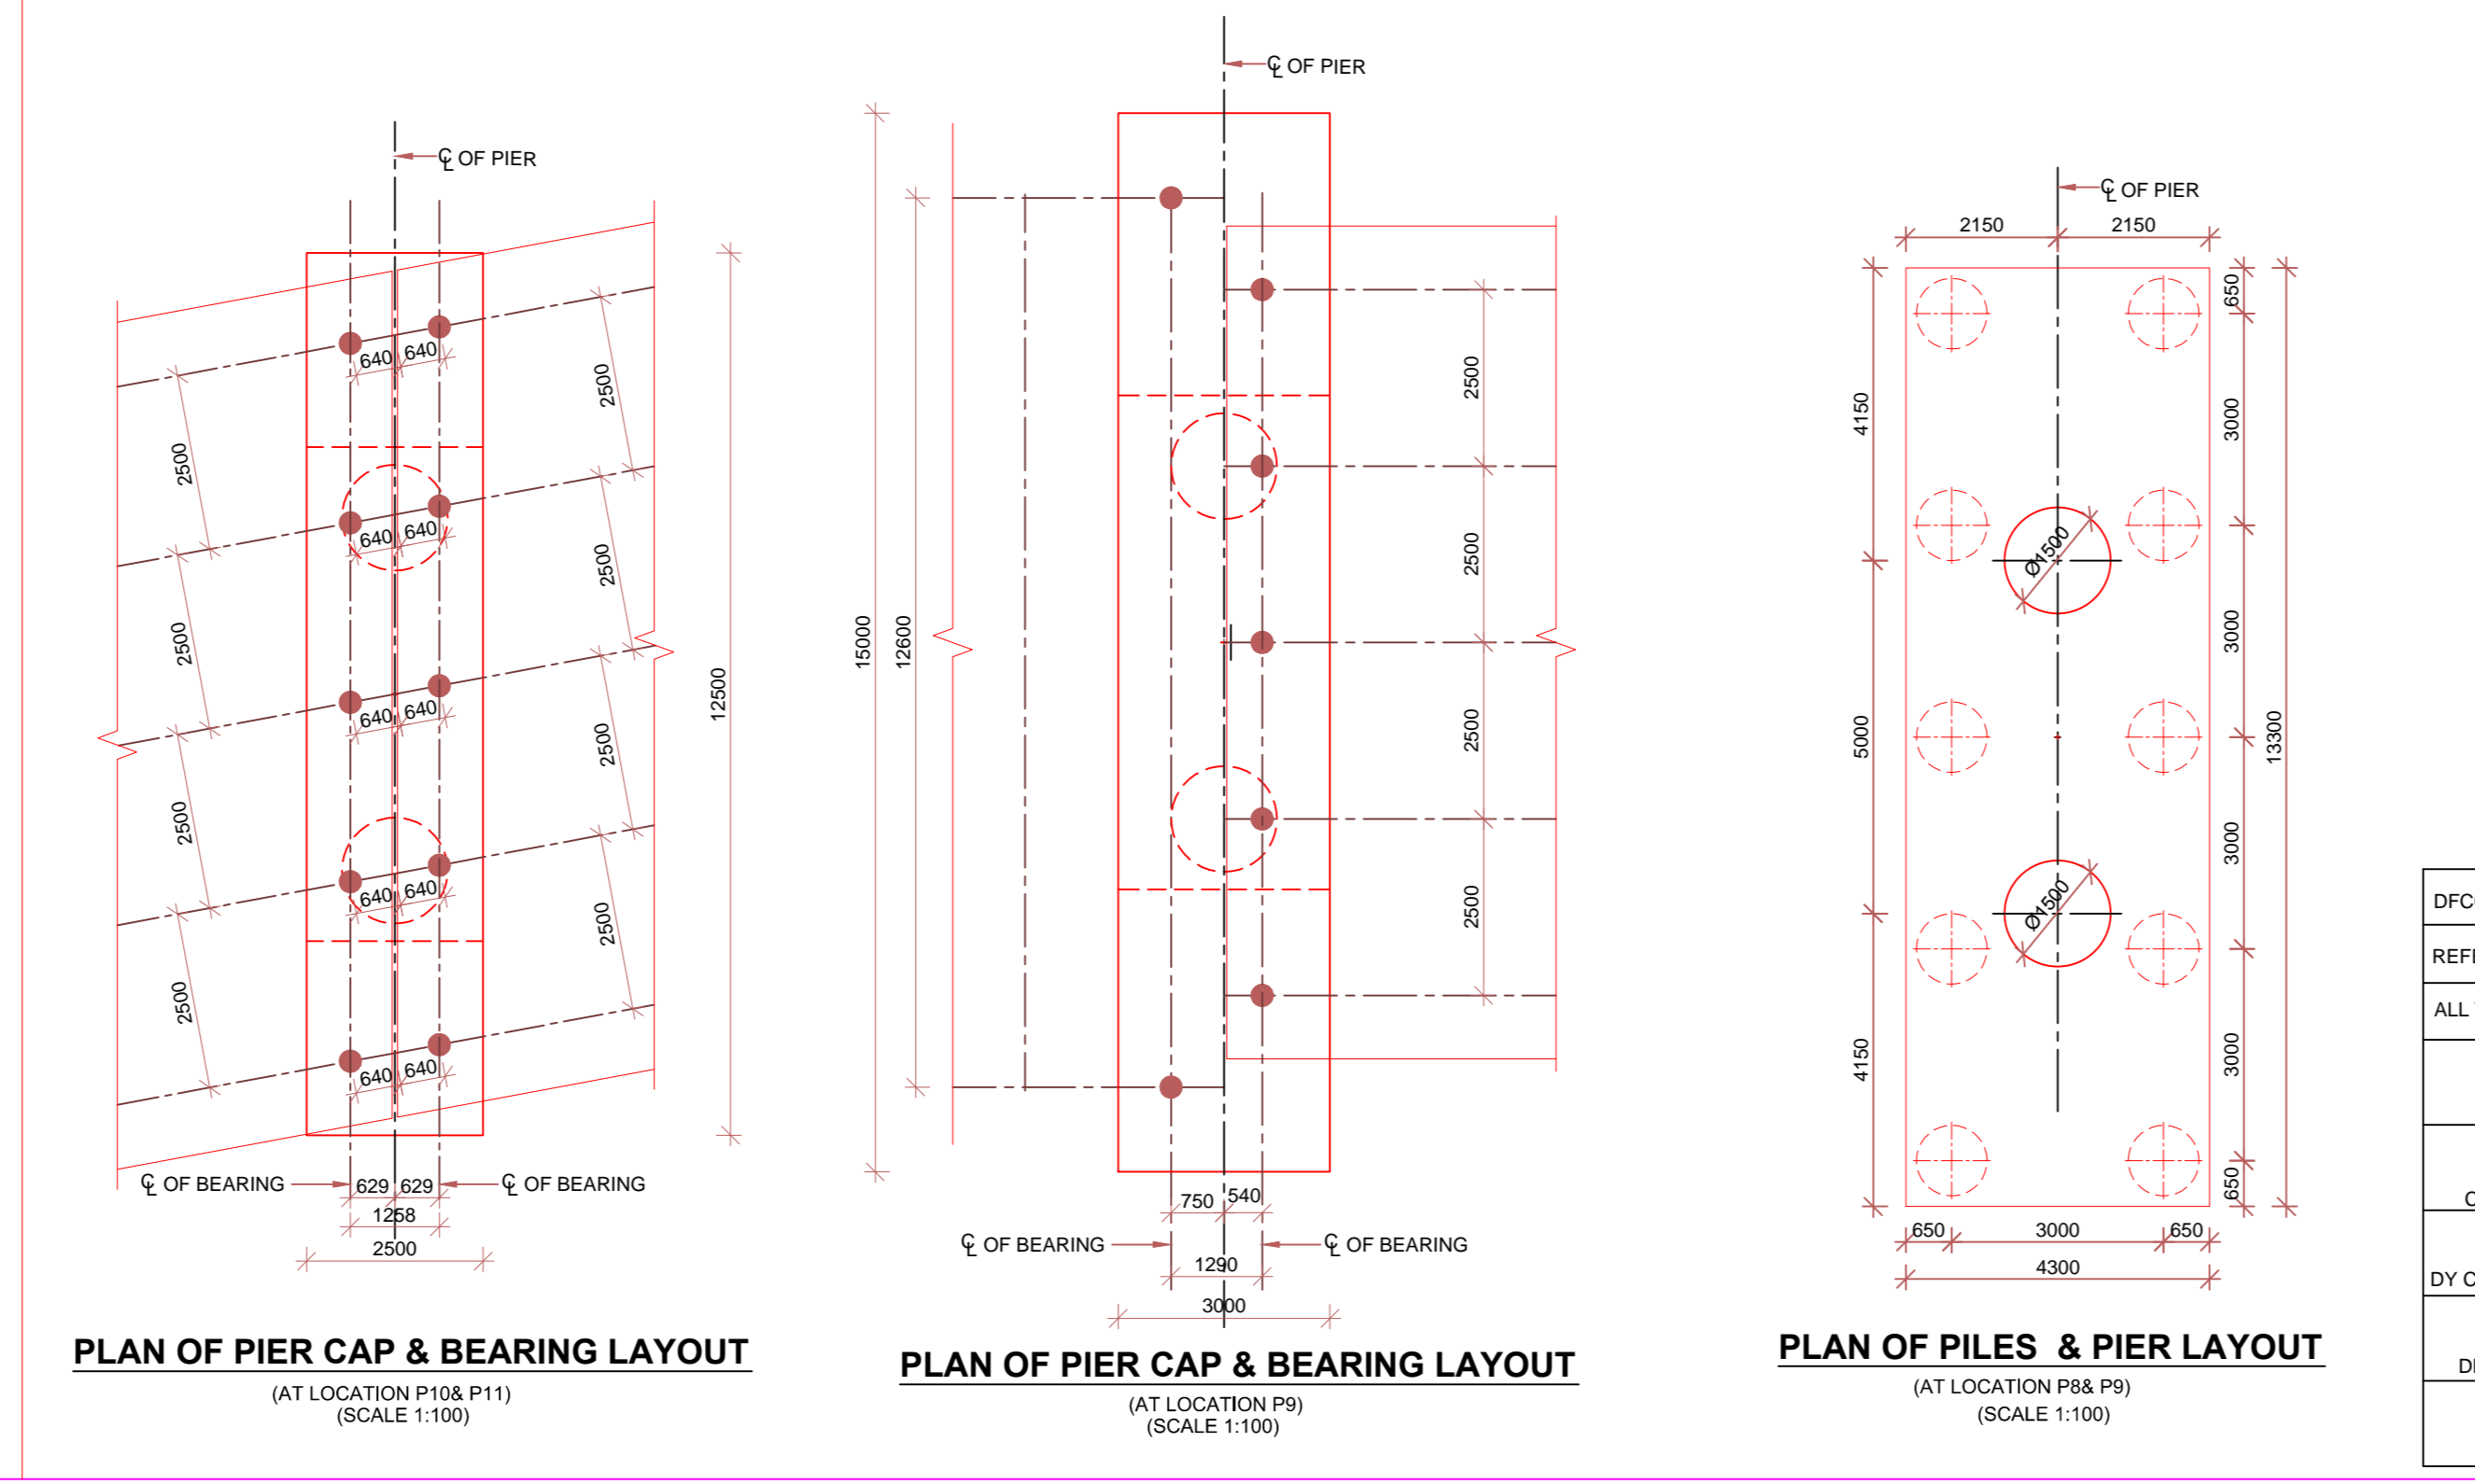 ℄ OF PIER
640 640
640 640
640 640
640 640
640 640
2500
2500
2500
2500
2500
2500
2500
2500
12500
℄ OF BEARING
629 629
℄ OF BEARING
1258
2500
PLAN OF PIER CAP & BEARING LAYOUT
(AT LOCATION P10& P11)
(SCALE 1:100)
℄ OF PIER
15000
12600
2500
2500
2500
2500
750 540
℄ OF BEARING
℄ OF BEARING
1290
3000
PLAN OF PIER CAP & BEARING LAYOUT
(AT LOCATION P9)
(SCALE 1:100)
℄ OF PIER
2150 2150
4150
5000
4150
Ø1500
Ø1500
650
3000
3000
3000
3000
650
13300
650 3000 650
4300
PLAN OF PILES & PIER LAYOUT
(AT LOCATION P8& P9)
(SCALE 1:100)
DFC
REF
ALL
DY C
D